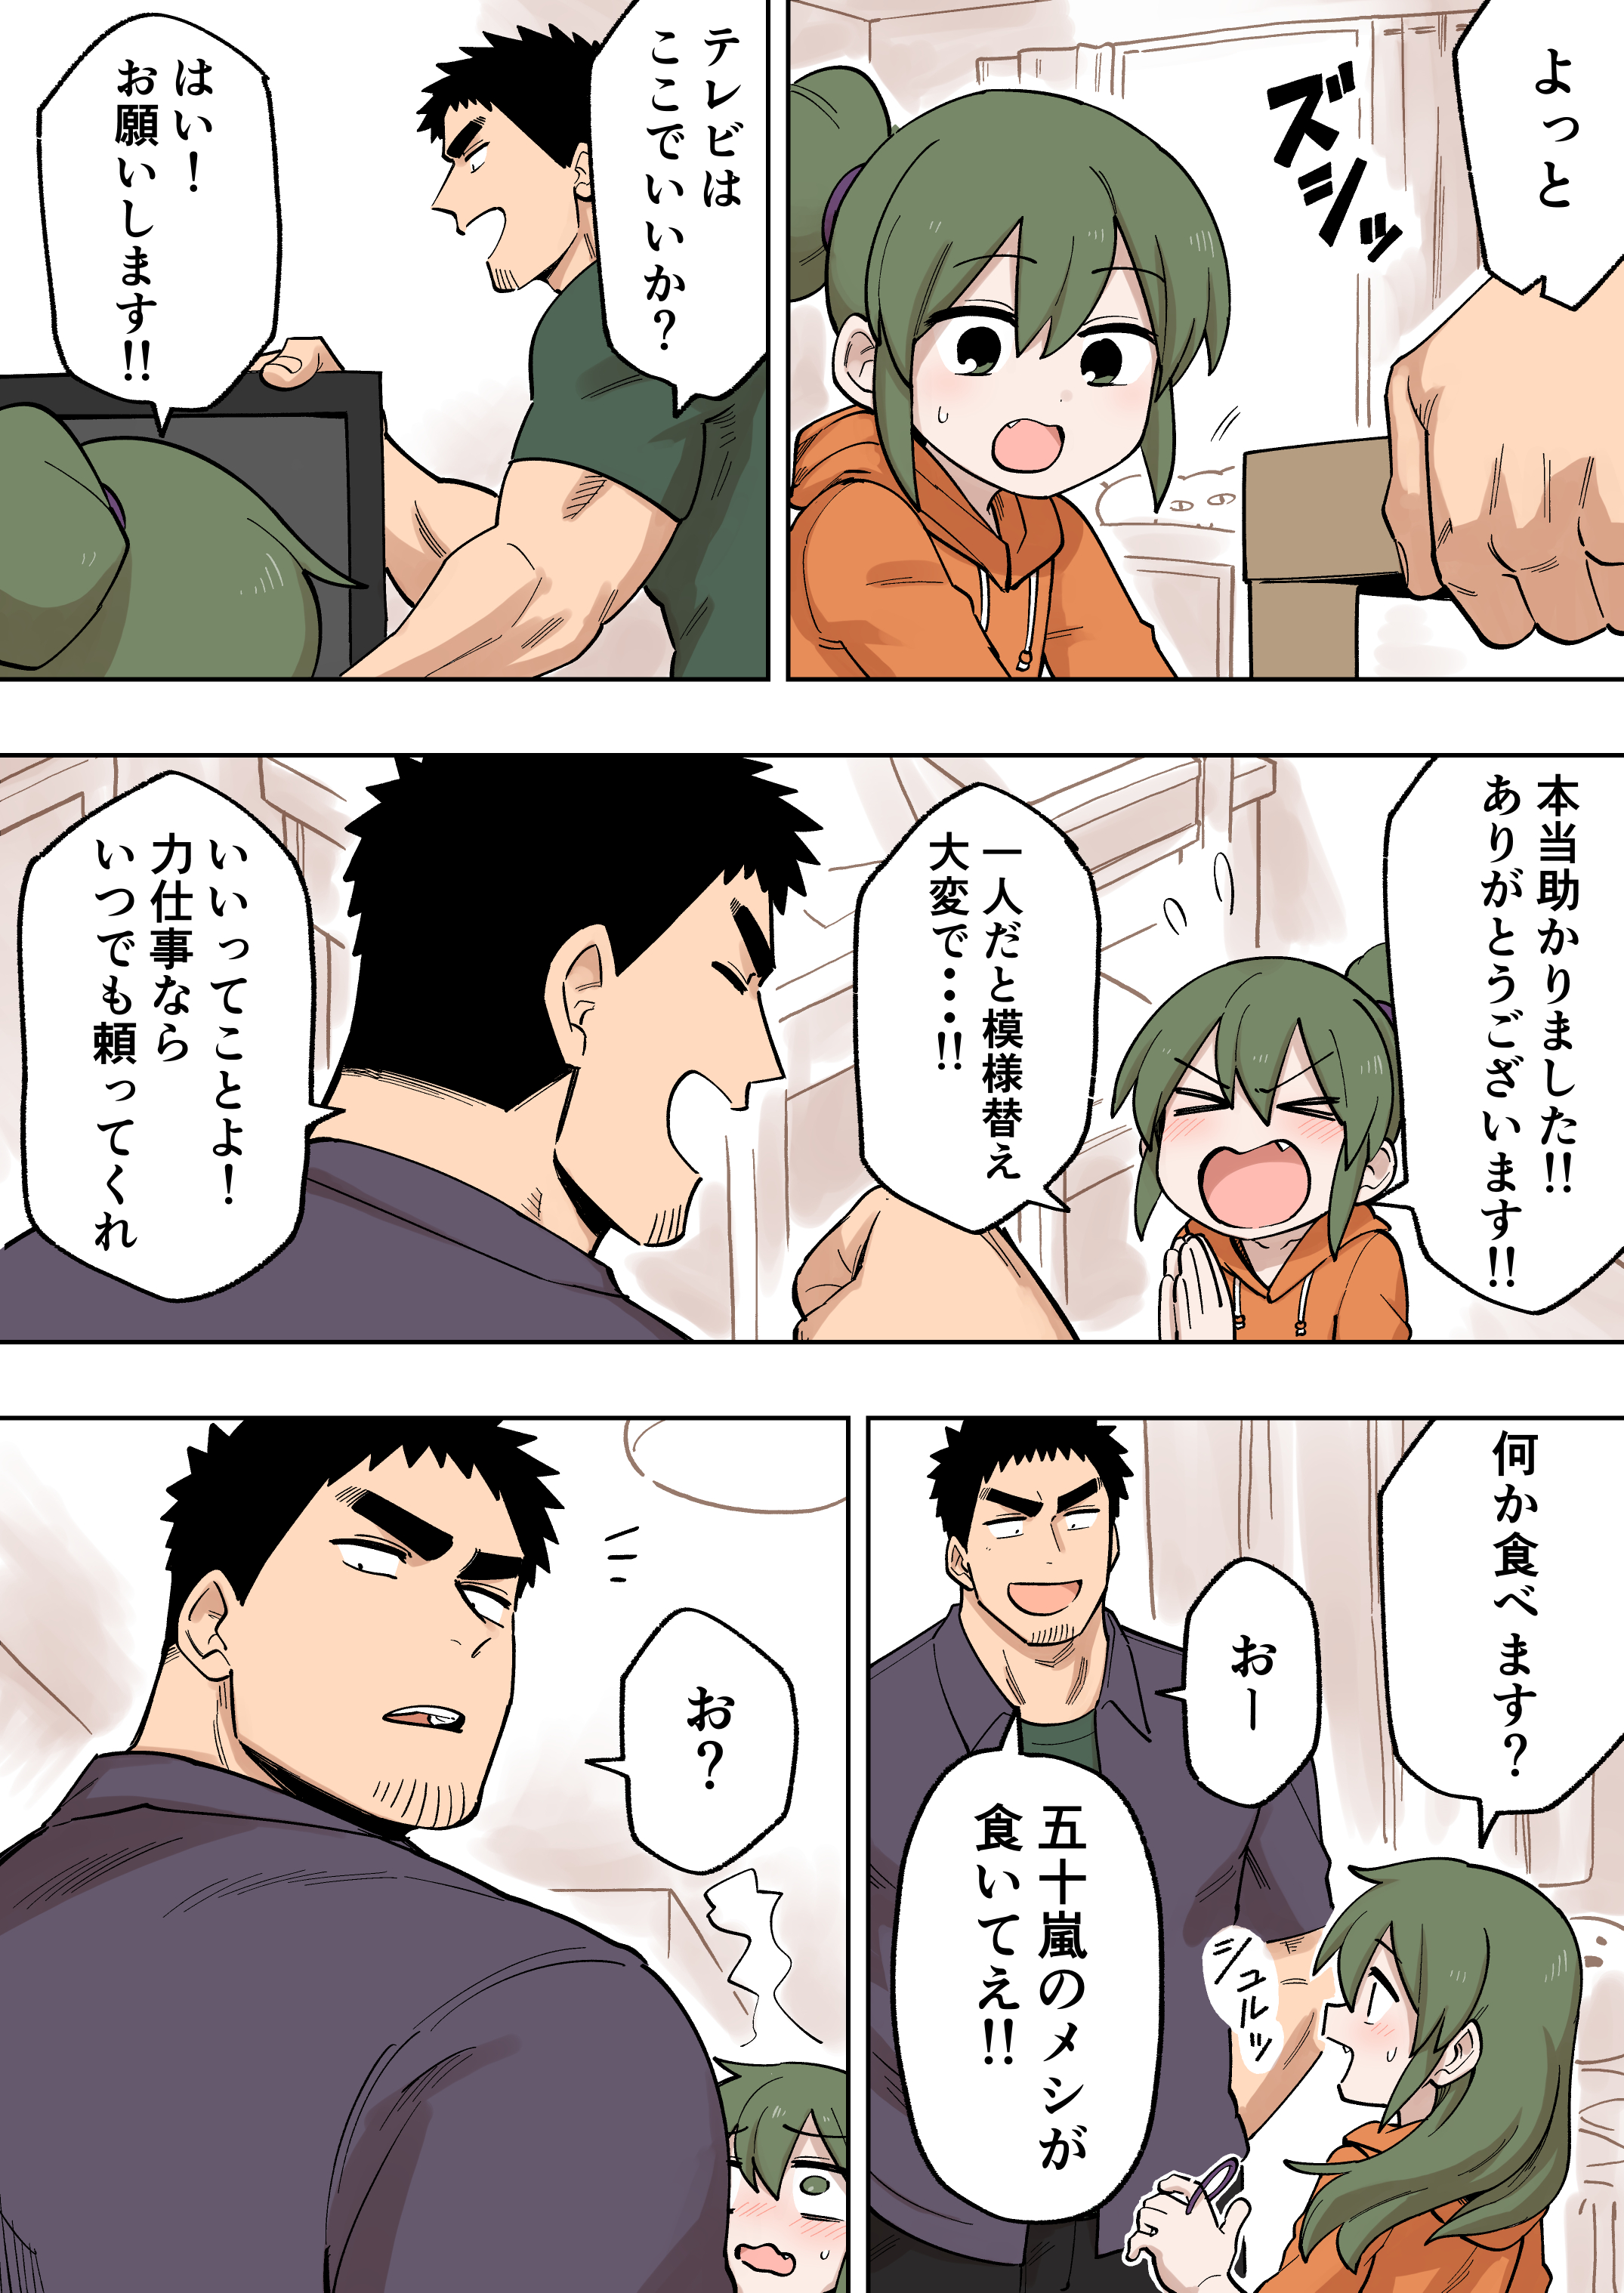 よっと
ズシッ
テレビは
ここでいいか?
はい!
お願いします!!
本当助かりました!!
ありがとうございます!!
一人だと模様替え
大変で・・・・!!
いいってことよ!
力仕事なら
いつでも頼ってくれ
何か食べます?
おー
五十嵐のメシが
食いてえ!!
シュルッ
お?